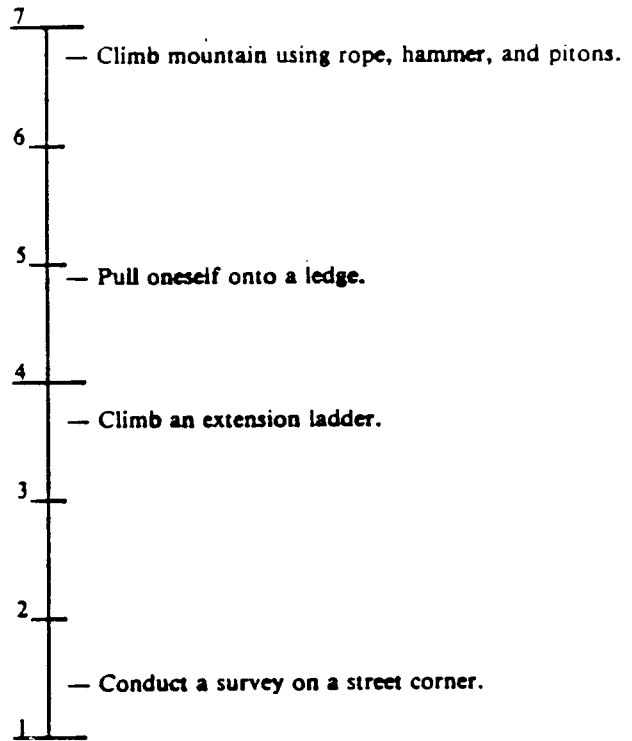 7
— Climb mountain using rope, hammer, and pitons.
6
5
— Pull oneself onto a ledge.
4
— Climb an extension ladder.
3
2
— Conduct a survey on a street corner.
1